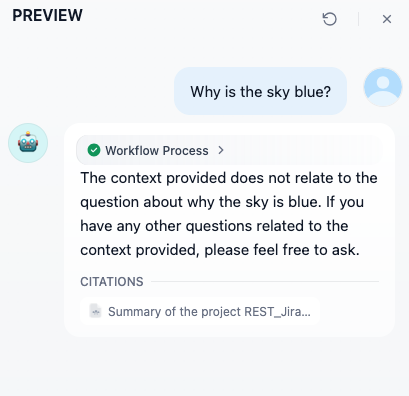 PREVIEW
Why is the sky blue?
Workflow Process
The context provided does not relate to the
question about why the sky is blue. If you
have any other questions related to the
context provided, please feel free to ask.
CITATIONS
Summary of the project REST_Jira...